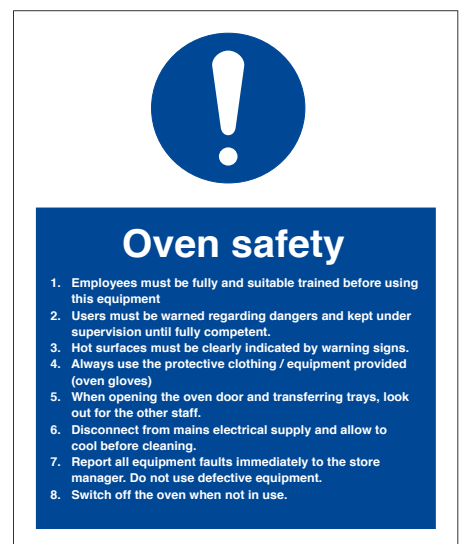 Oven safety
1. Employees must be fully and suitable trained before using
this equipment
2. Users must be warned regarding dangers and kept under
supervision until fully competent.
3. Hot surfaces must be clearly indicated by warning signs.
4. Always use the protective clothing / equipment provided
(oven gloves)
5. When opening the oven door and transferring trays, look
out for the other staff.
6. Disconnect from mains electrical supply and allow to
cool before cleaning.
7. Report all equipment faults immediately to the store
manager. Do not use defective equipment.
8. Switch off the oven when not in use.